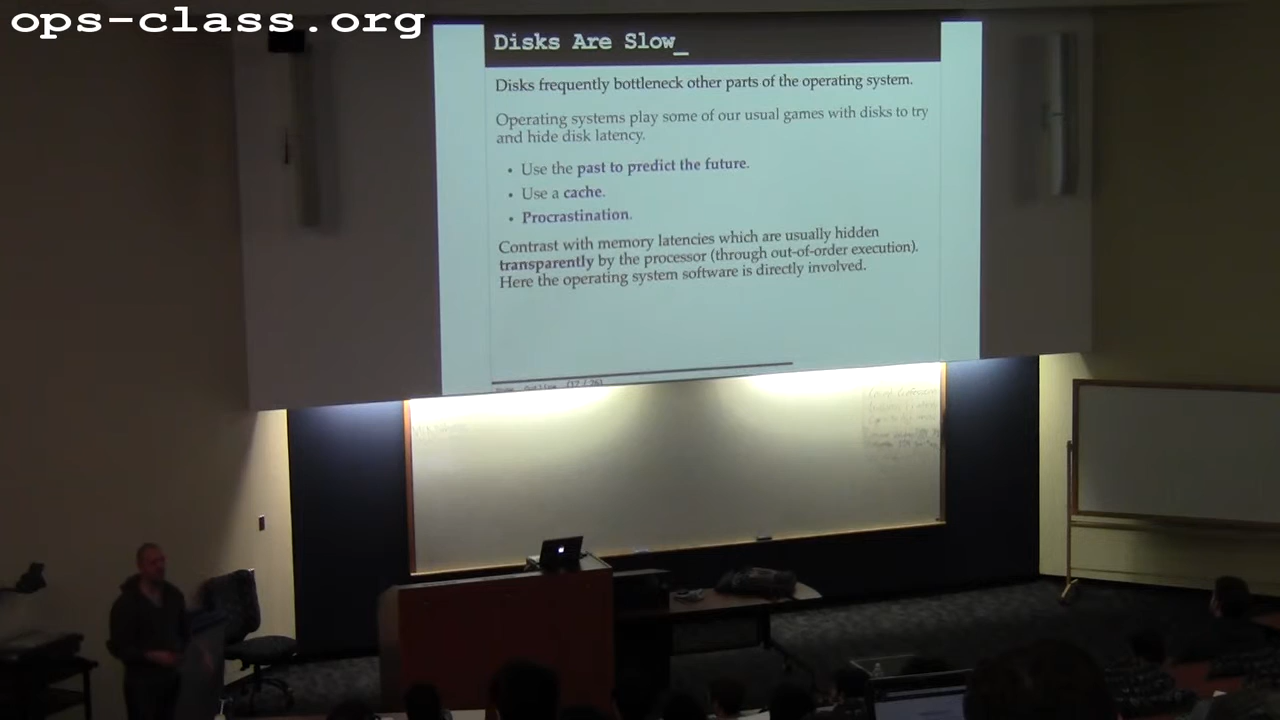 ops-class.org
Disks Are Slow_
Disks frequently bottleneck other parts of the operating system.
Operating systems play some of our usual games with disks to try
and hide disk latency.
• Use the past to predict the future.
• Use a cache.
• Procrastination.
Contrast with memory latencies which are usually hidden
transparently by the processor (through out-of-order execution).
Here the operating system software is directly involved.